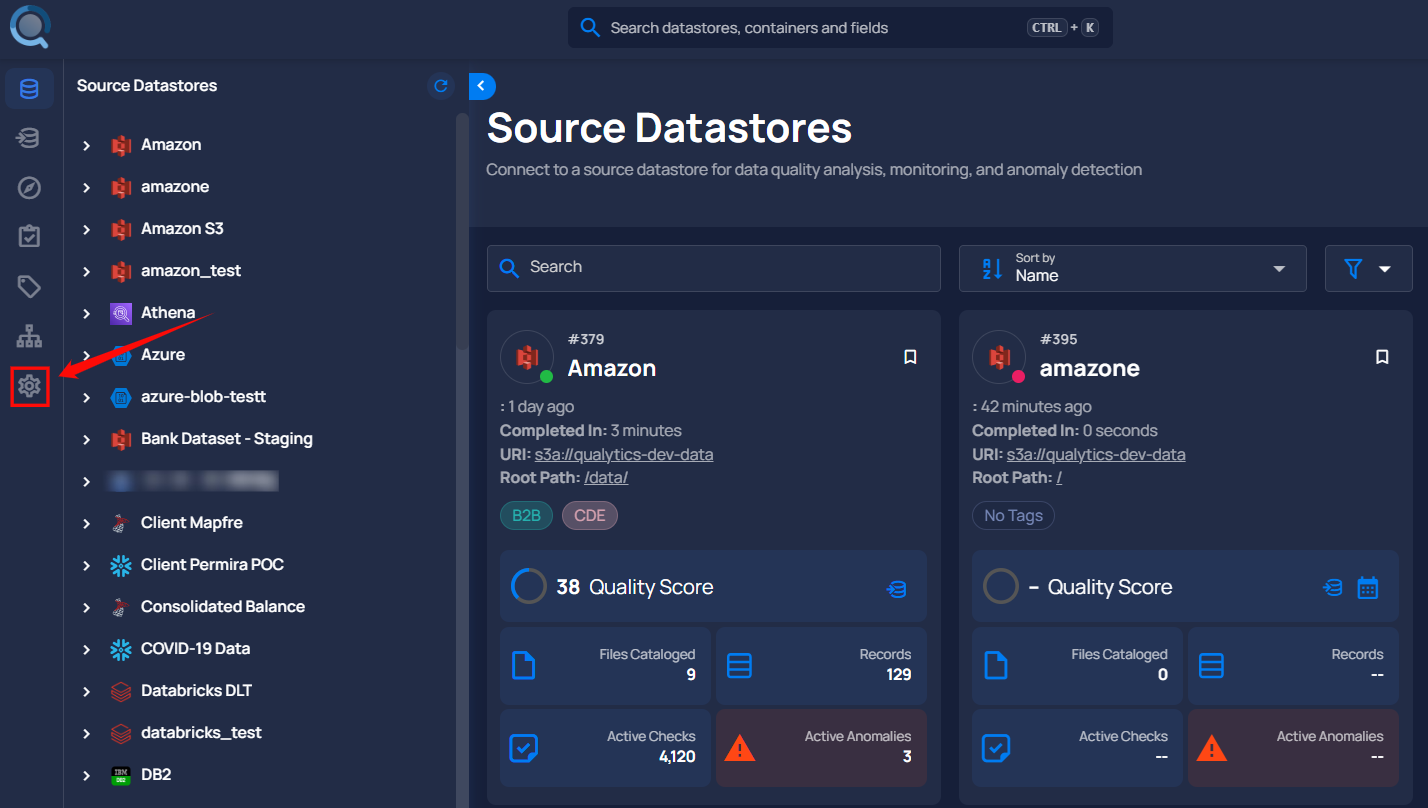 Search datastores, containers and fields
CTRL + K
Source Datastores
Amazon
amazone
Amazon S3
amazon_test
Athena
Azure
azure-blob-testt
Bank Dataset - Staging
Client Mapfre
Client Permira POC
Consolidated Balance
COVID-19 Data
Databricks DLT
databricks_test
IBM
DB2
DB2
Source Datastores
Connect to a source datastore for data quality analysis, monitoring, and anomaly detection
Search
Sort by
Name
#379
Amazon
: 1 day ago
Completed In: 3 minutes
URI: s3a://qualytics-dev-data
Root Path: /data/
B2B CDE
38 Quality Score
Files Cataloged
9
Records
129
Active Checks
4,120
Active Anomalies
3
#395
amazone
: 42 minutes ago
Completed In: 0 seconds
URI: s3a://qualytics-dev-data
Root Path: /
No Tags
– Quality Score
Files Cataloged
0
Records
--
Active Checks
--
Active Anomalies
--